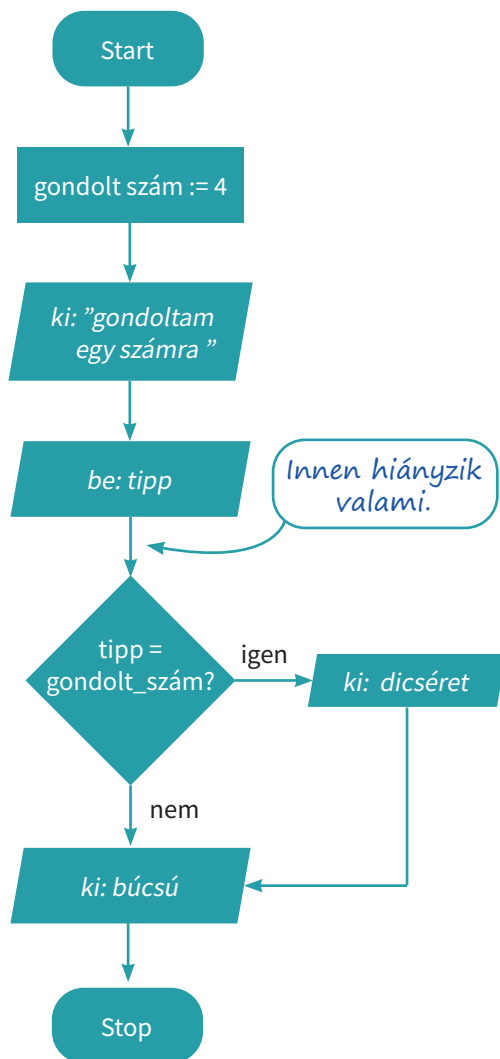 Start
gondolt szám := 4
ki: ”gondoltam
egy számra ”
be: tipp
Innen hiányzik
valami.
tipp =
gondolt_szám?
igen
ki: dicséret
nem
ki: búcsú
Stop